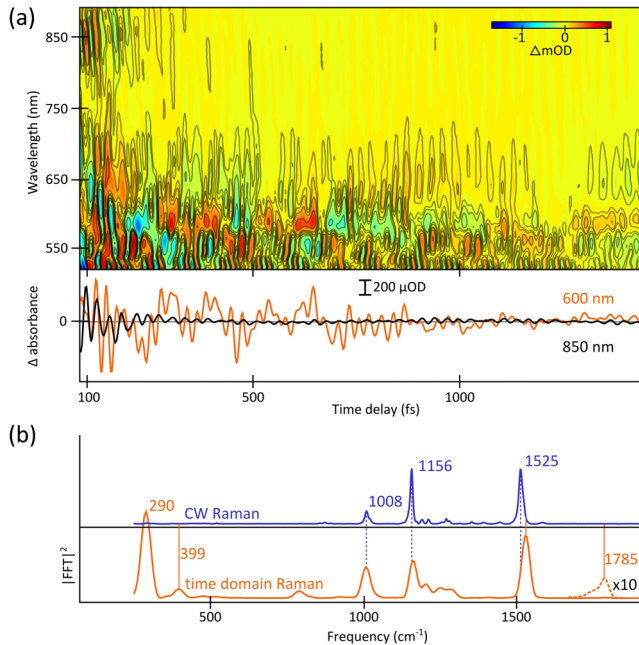 (a)
850
750
650
550
Wavelength (nm)
-1 0 1
ΔmOD
Δ absorbance
0
200 µOD
600 nm
850 nm
100 500 1000
Time delay (fs)
(b)
|FFT|²
290
399
CW Raman
1008
1156
1525
1785
x10
time domain Raman
500 1000 1500
Frequency (cm⁻¹)